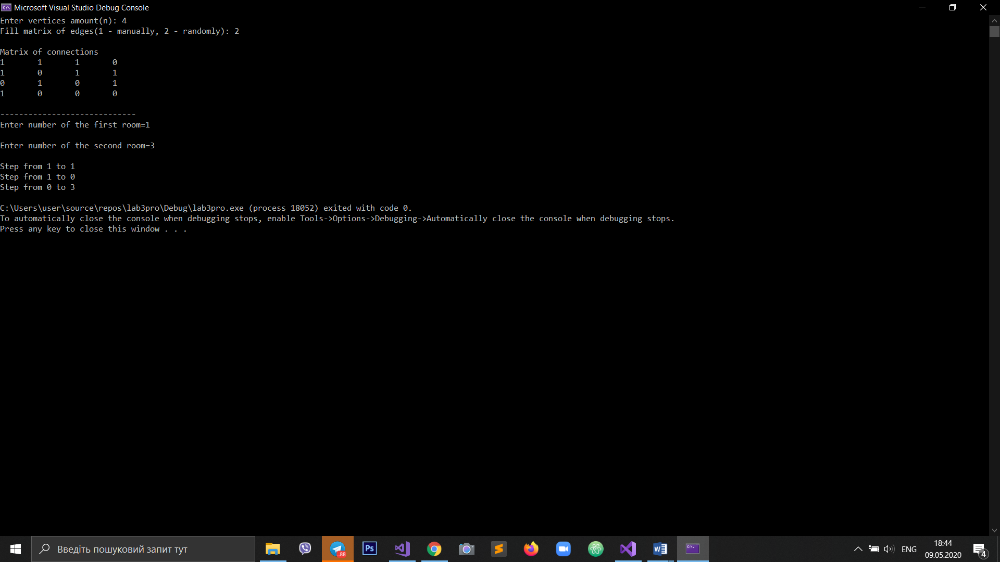 Microsoft Visual Studio Debug Console
Enter vertices amount(n): 4
Fill matrix of edges(1 - manually, 2 - randomly): 2
Matrix of connections
1 1 1 0
1 0 1 1
0 1 0 1
1 0 0 0
-----------------------------
Enter number of the first room=1
Enter number of the second room=3
Step from 1 to 1
Step from 1 to 0
Step from 0 to 3
C:\Users\user\source\repos\lab3pro\Debug\lab3pro.exe (process 18052) exited with code 0.
To automatically close the console when debugging stops, enable Tools->Options->Debugging->Automatically close the console when debugging stops.
Press any key to close this window . . .
Введіть пошуковий запит тут
..88
Ps
ENG
18:44
09.05.2020
4